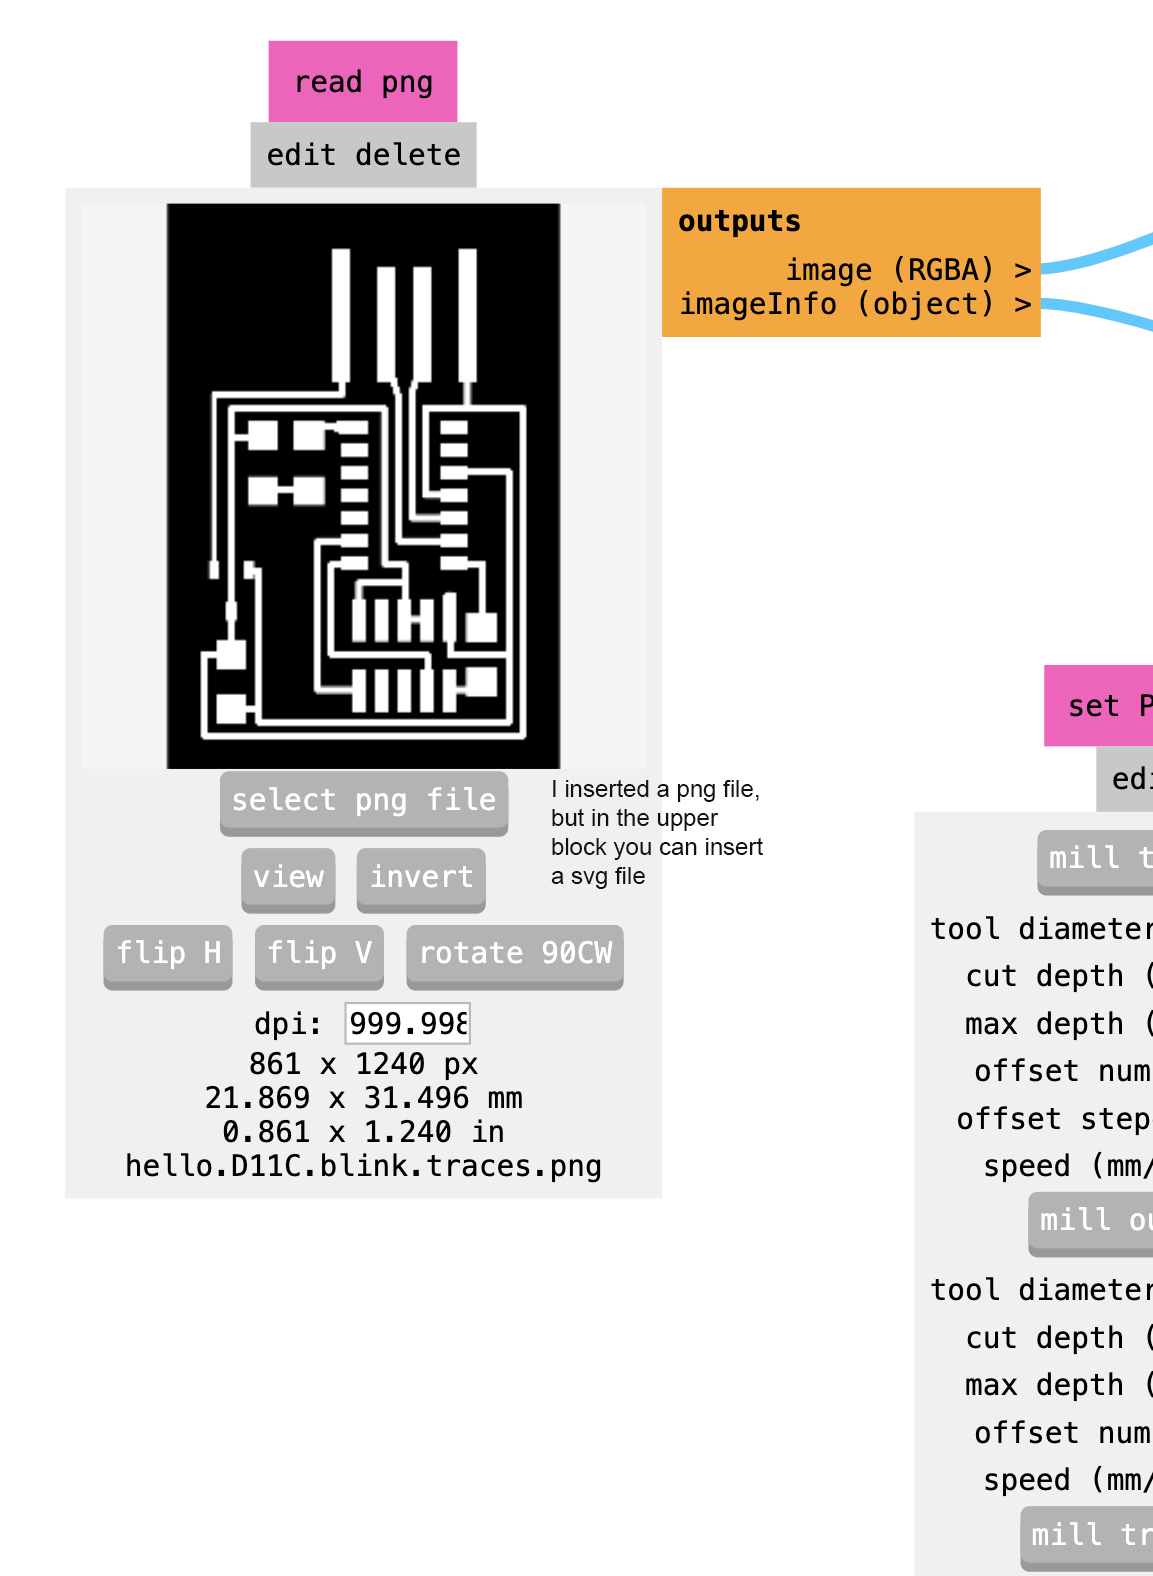 read png
edit delete
outputs
image (RGBA) >
imageInfo (object) >
select png file
I inserted a png file,
but in the upper
block you can insert
a svg file
view invert
flip H flip V rotate 90CW
dpi: 999.998
861 x 1240 px
21.869 x 31.496 mm
0.861 x 1.240 in
hello.D11C.blink.traces.png
set P
edi
mill t
tool diameter
cut depth (
max depth (
offset num
offset step
speed (mm/
mill ou
tool diameter
cut depth (
max depth (
offset num
speed (mm/
mill tr